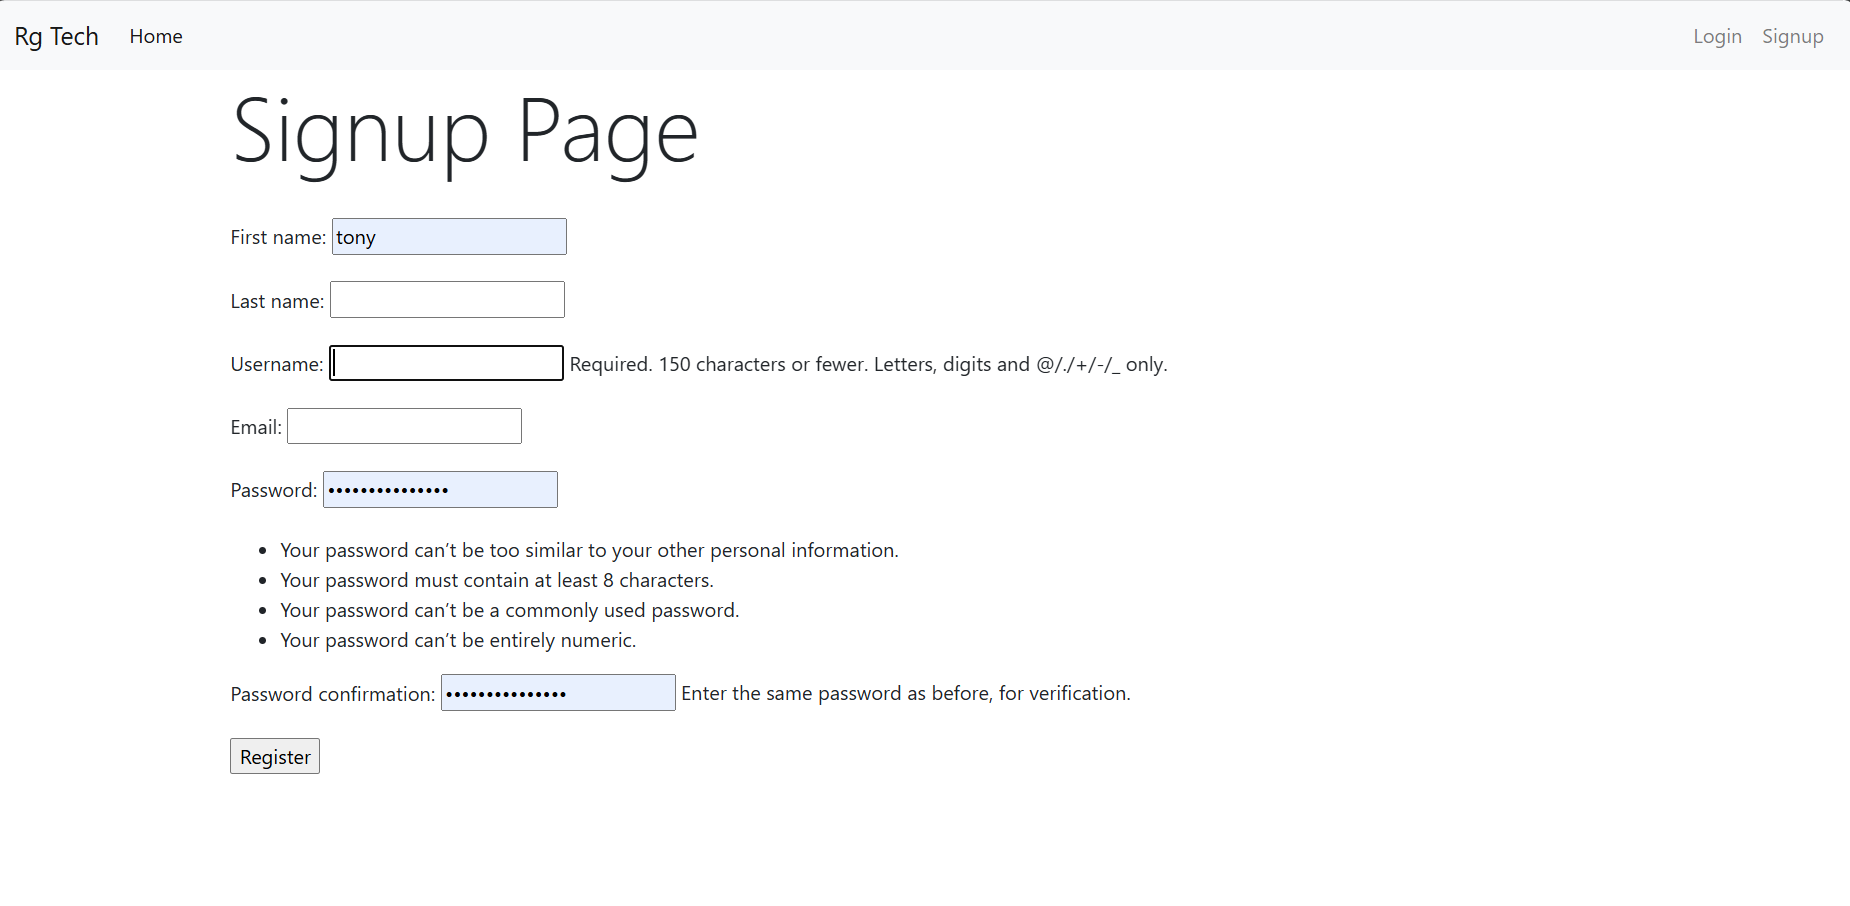 Rg Tech Home Login Signup
Signup Page
First name: tony
Last name:
Username: Required. 150 characters or fewer. Letters, digits and @/./+/-/_ only.
Email:
Password: •••••••••••••••
• Your password can’t be too similar to your other personal information.
• Your password must contain at least 8 characters.
• Your password can’t be a commonly used password.
• Your password can’t be entirely numeric.
Password confirmation: ••••••••••••••• Enter the same password as before, for verification.
Register